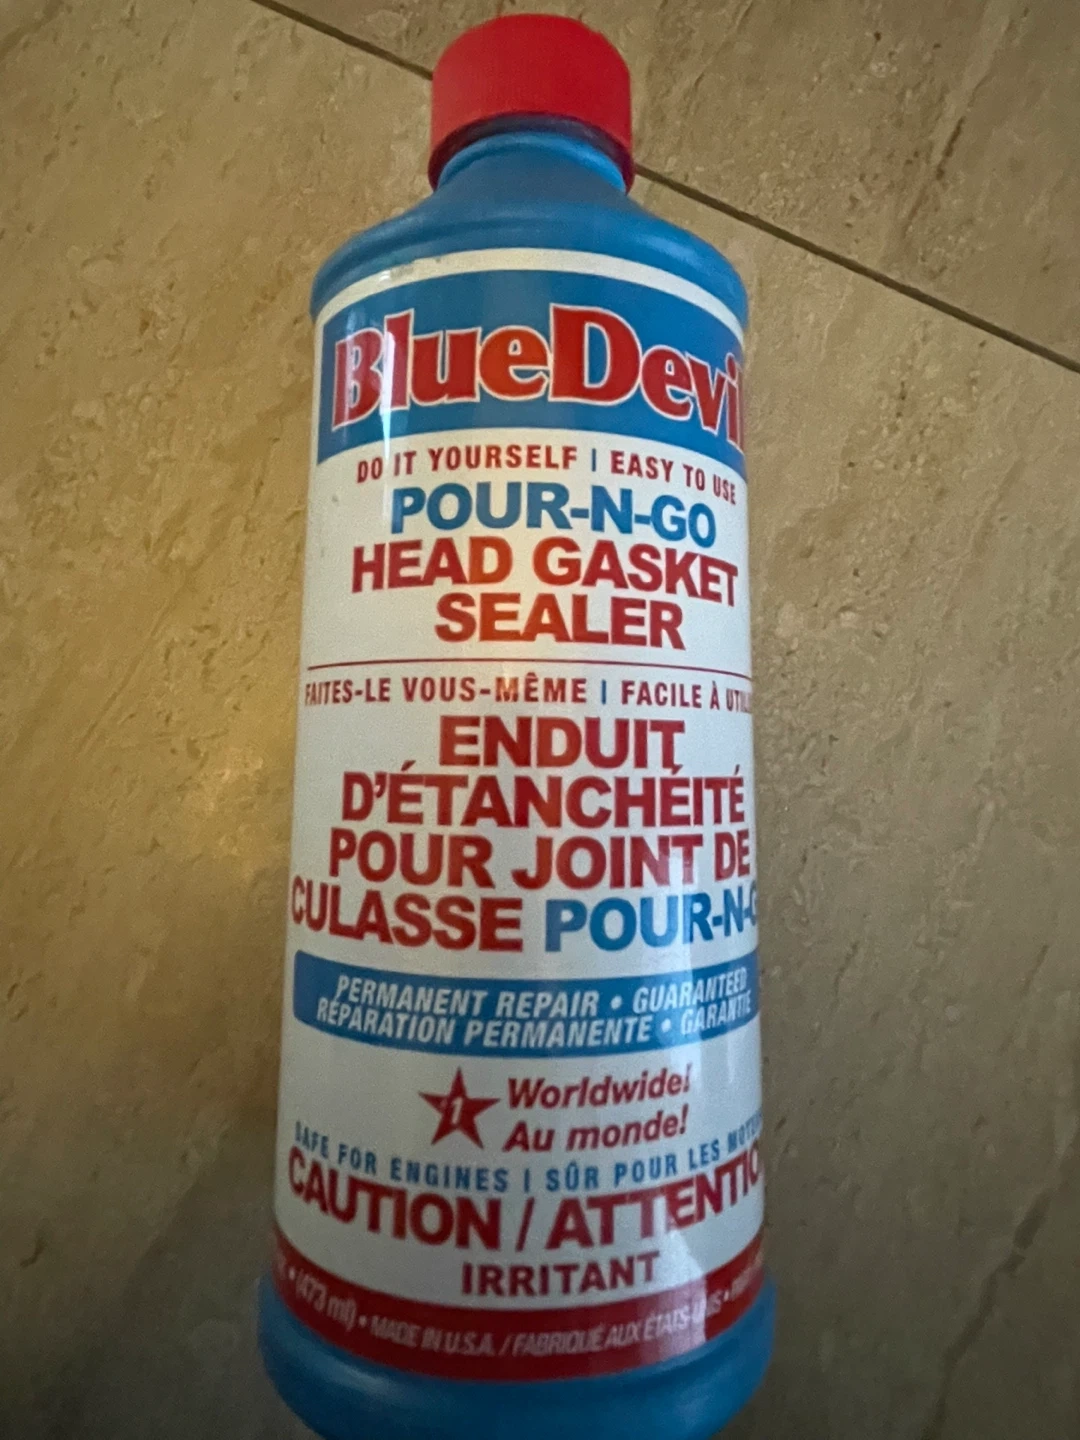 BlueDevil
DO IT YOURSELF | EASY TO USE
POUR-N-GO
HEAD GASKET
SEALER
FAITES-LE VOUS-MÊME | FACILE À
ENDUIT
D'ÉTANCHÉITÉ
POUR JOINT DE
CULASSE POUR-N-G
PERMANENT REPAIR • GUARANTEED
RÉPARATION PERMANENTE • GARANTIE
1 Worldwide!
Au monde!
SAFE FOR ENGINES | SÛR POUR LES
CAUTION / ATTENTIO
IRRITANT
• (473 ml) • MADE IN U.S.A. / FABRIQUÉ AUX ÉTATS-UNIS •